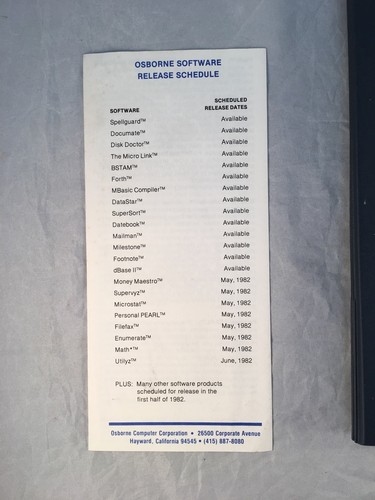 OSBORNE SOFTWARE
RELEASE SCHEDULE
SOFTWARE SCHEDULED RELEASE DATES
Spellguard™ Available
Documate™ Available
Disk Doctor™ Available
The Micro Link™ Available
BSTAM™ Available
Forth™ Available
MBasic Compiler™ Available
DataStar™ Available
SuperSort™ Available
Datebook™ Available
Mailman™ Available
Milestone™ Available
Footnote™ Available
dBase II™ Available
Money Maestro™ May, 1982
Supervyz™ May, 1982
Microstat™ May, 1982
Personal PEARL™ May, 1982
Filefax™ May, 1982
Enumerate™ May, 1982
Math*™ May, 1982
Utilyz™ June, 1982
PLUS: Many other software products
scheduled for release in the
first half of 1982.
Osborne Computer Corporation • 26500 Corporate Avenue
Hayward, California 94545 • (415) 887-8080